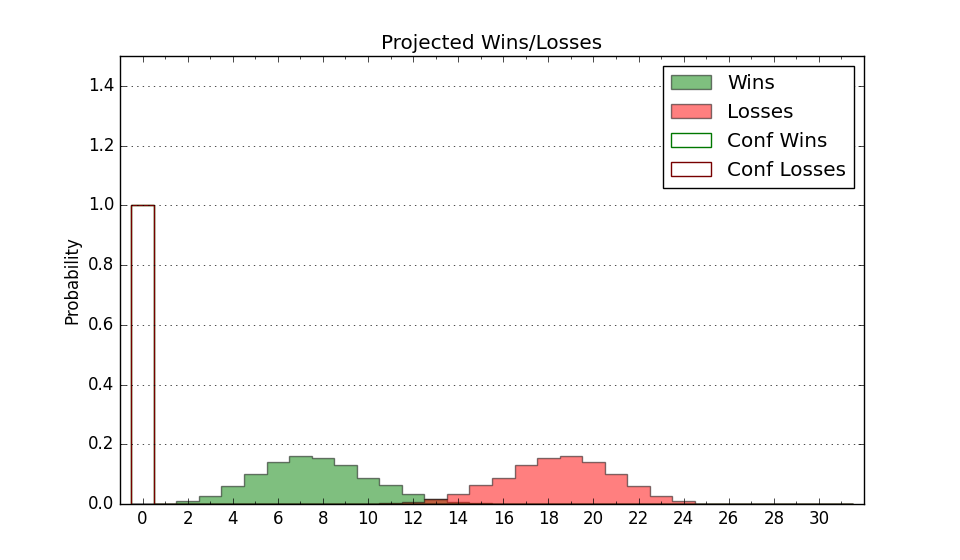 Projected Wins/Losses
Wins
Losses
Conf Wins
Conf Losses
Probability
1.4
1.2
1.0
0.8
0.6
0.4
0.2
0.0
0 2 4 6 8 10 12 14 16 18 20 22 24 26 28 30